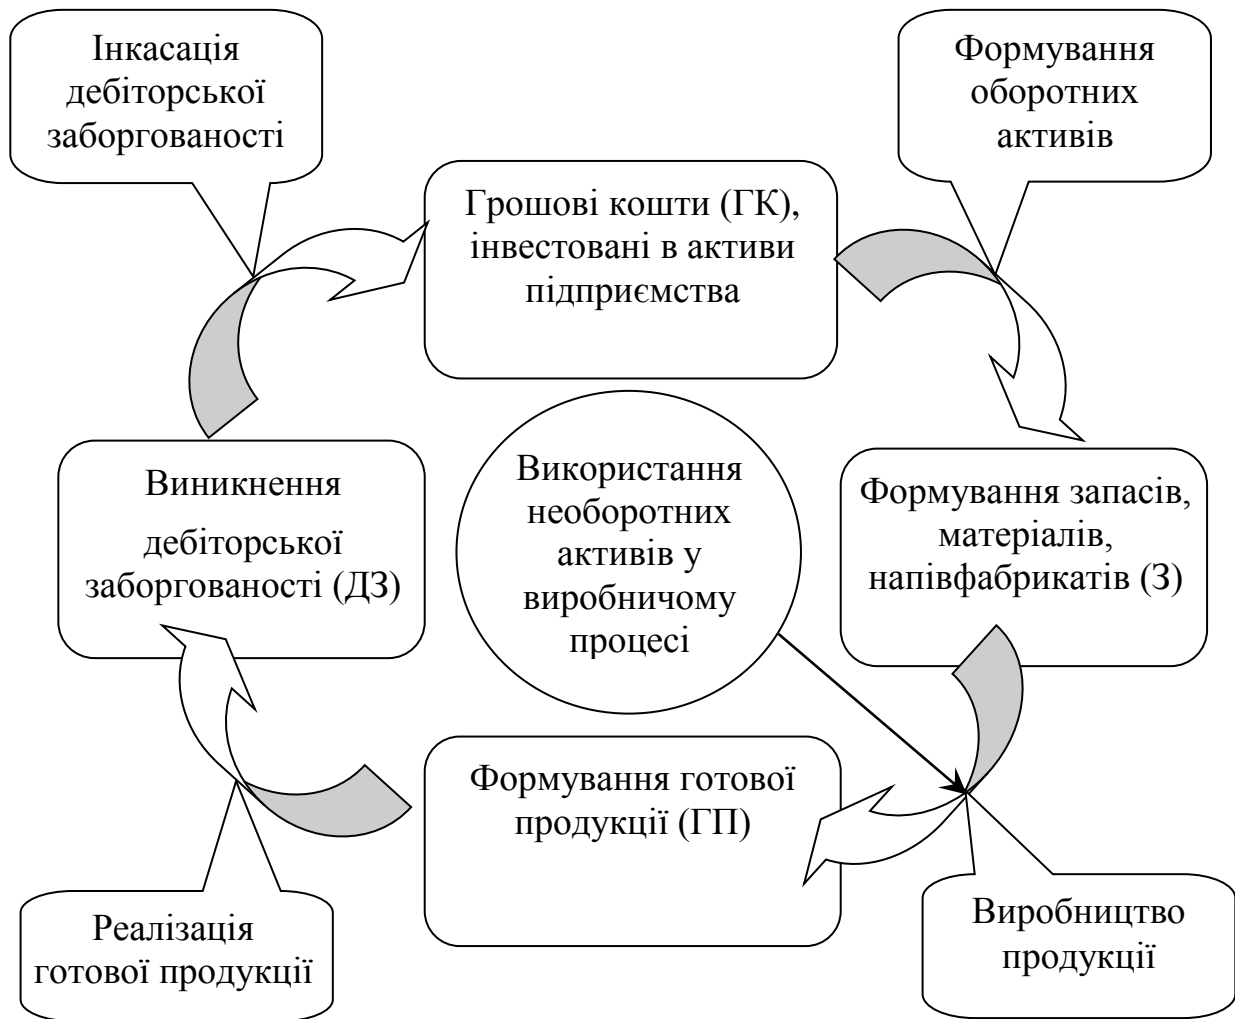 Інкасація
дебіторської
заборгованості
Формування
оборотних
активів
Грошові кошти (ГК),
інвестовані в активи
підприємства
Виникнення
дебіторської
заборгованості (ДЗ)
Використання
необоротних
активів у
виробничому
процесі
Формування запасів,
матеріалів,
напівфабрикатів (З)
Формування готової
продукції (ГП)
Реалізація
готової продукції
Виробництво
продукції